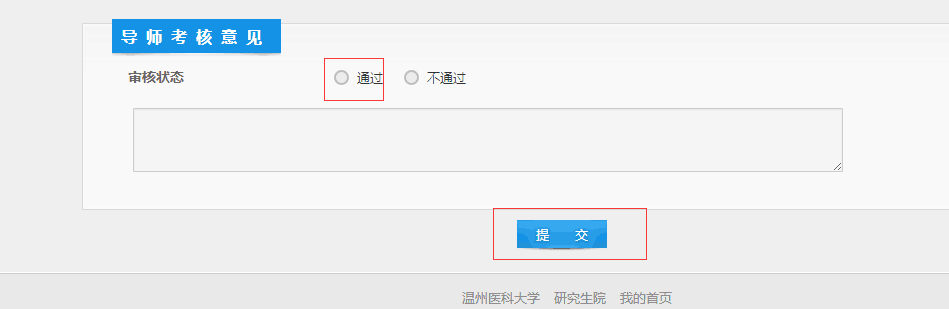 导师考核意见
审核状态 通过 不通过
提 交
温州医科大学 研究生院 我的首页